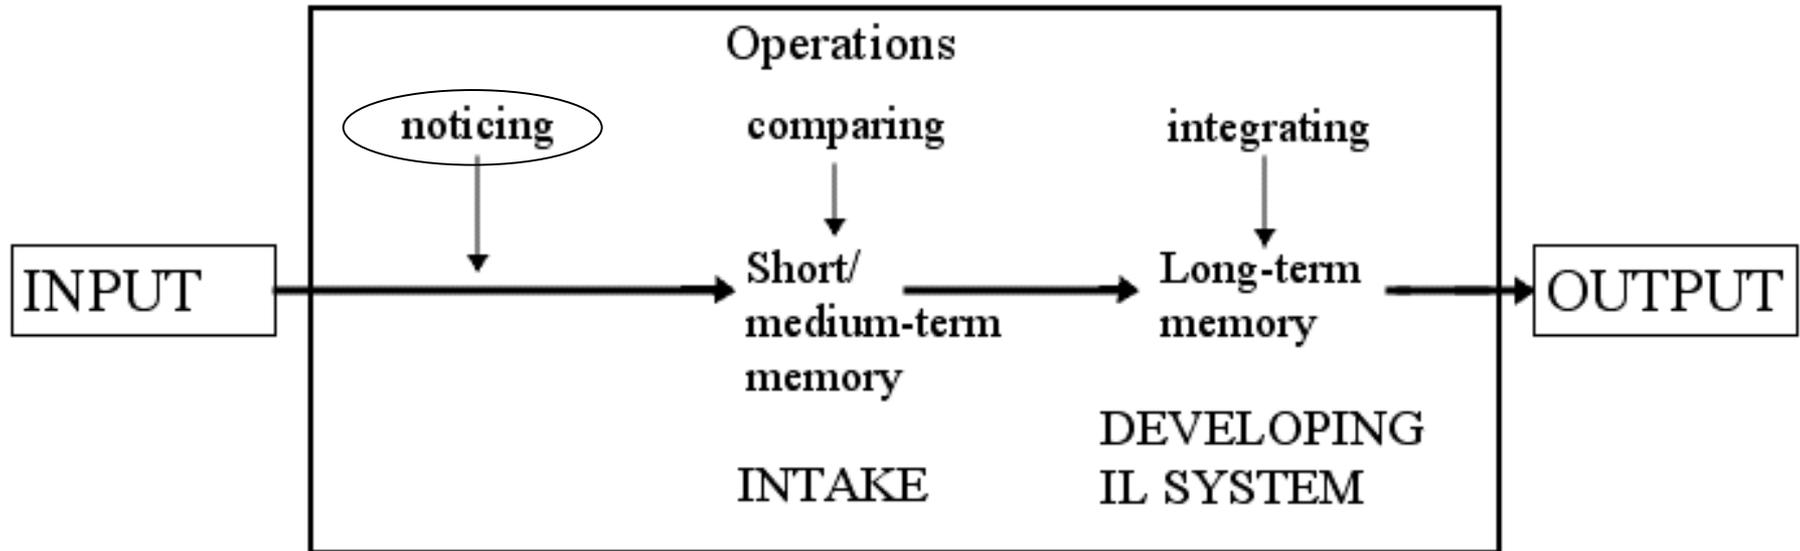 Operations
noticing
comparing
integrating
INPUT
Short/
medium-term
memory
Long-term
memory
OUTPUT
INTAKE
DEVELOPING
IL SYSTEM